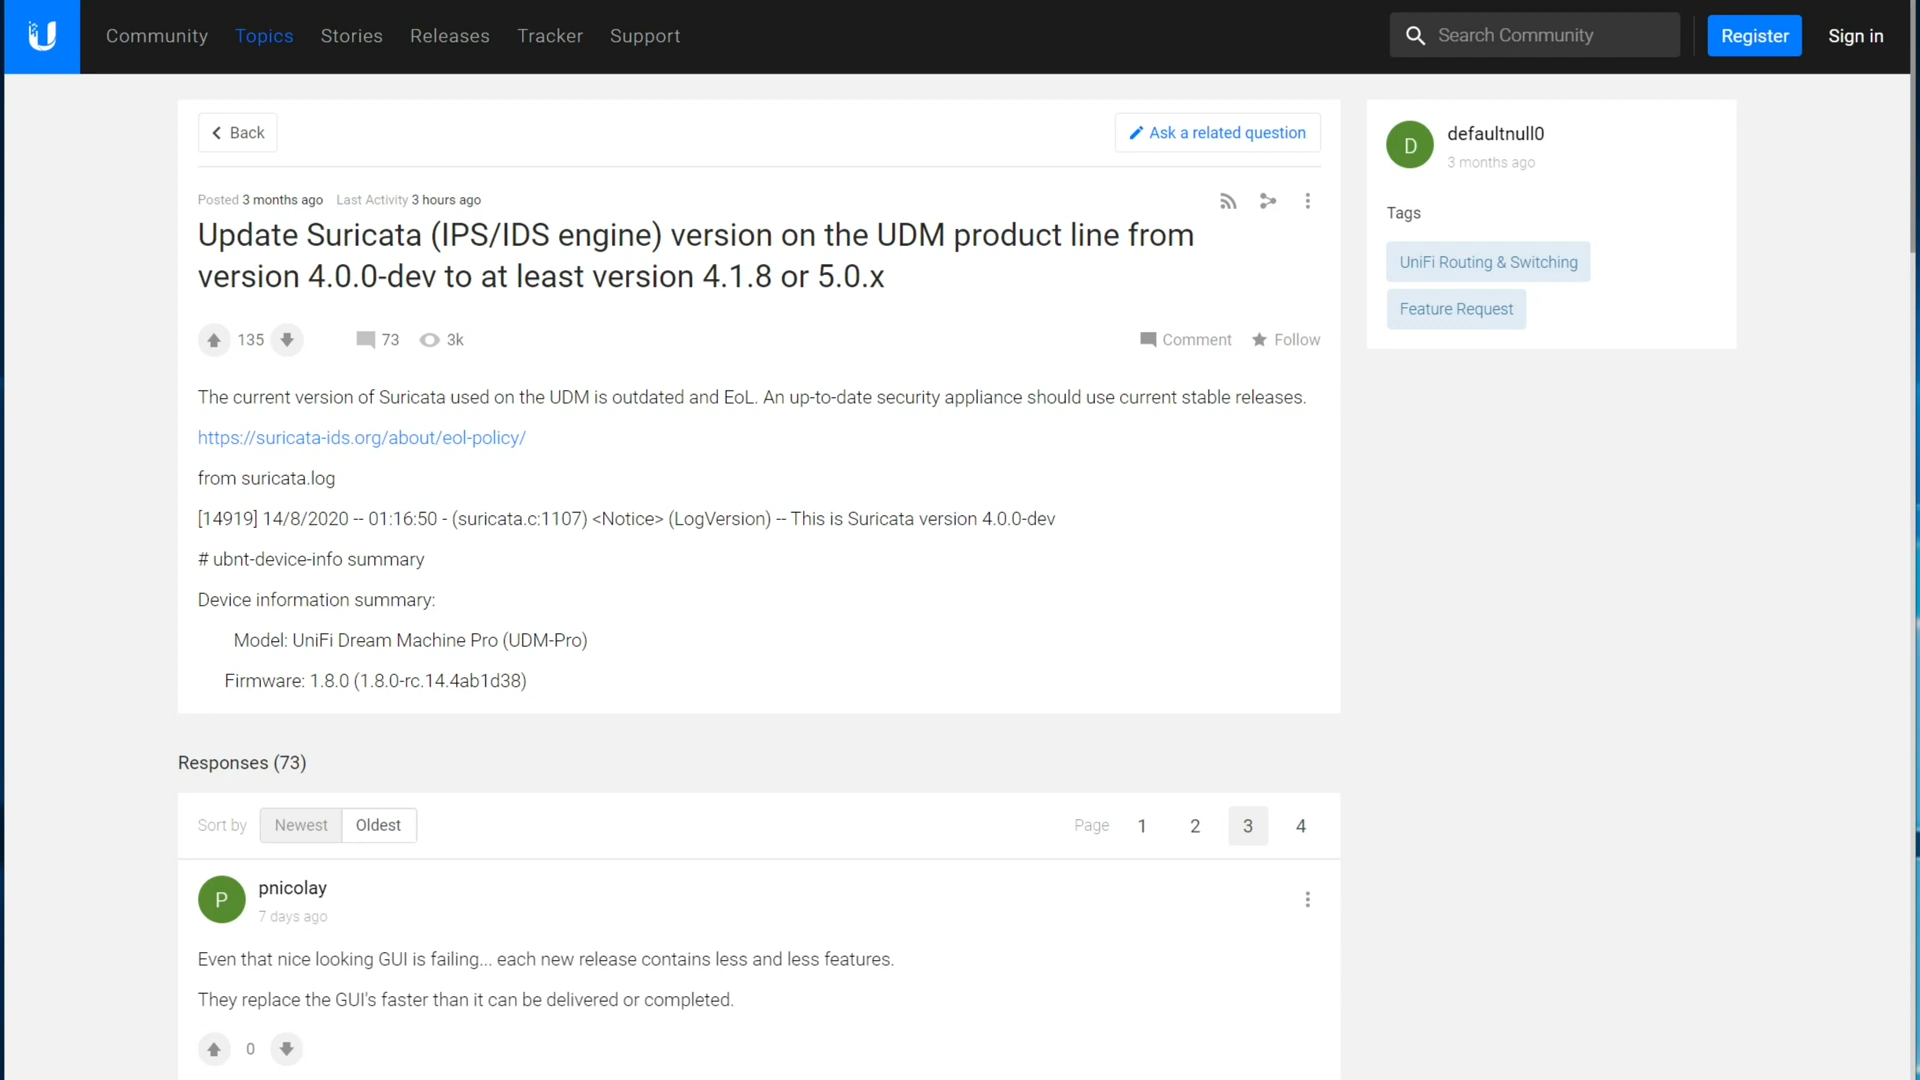 Community Topics Stories Releases Tracker Support Search Community Register Sign in
Back Ask a related question
Posted 3 months ago Last Activity 3 hours ago
Update Suricata (IPS/IDS engine) version on the UDM product line from
version 4.0.0-dev to at least version 4.1.8 or 5.0.x
135 73 3k Comment Follow
The current version of Suricata used on the UDM is outdated and EoL. An up-to-date security appliance should use current stable releases.
https://suricata-ids.org/about/eol-policy/
from suricata.log
[14919] 14/8/2020 -- 01:16:50 - (suricata.c:1107) <Notice> (LogVersion) -- This is Suricata version 4.0.0-dev
# ubnt-device-info summary
Device information summary:
Model: UniFi Dream Machine Pro (UDM-Pro)
Firmware: 1.8.0 (1.8.0-rc.14.4ab1d38)
D
defaultnull0
3 months ago
Tags
UniFi Routing & Switching
Feature Request
Responses (73)
Sort by Newest Oldest Page 1 2 3 4
P
pnicolay
7 days ago
Even that nice looking GUI is failing... each new release contains less and less features.
They replace the GUI's faster than it can be delivered or completed.
0